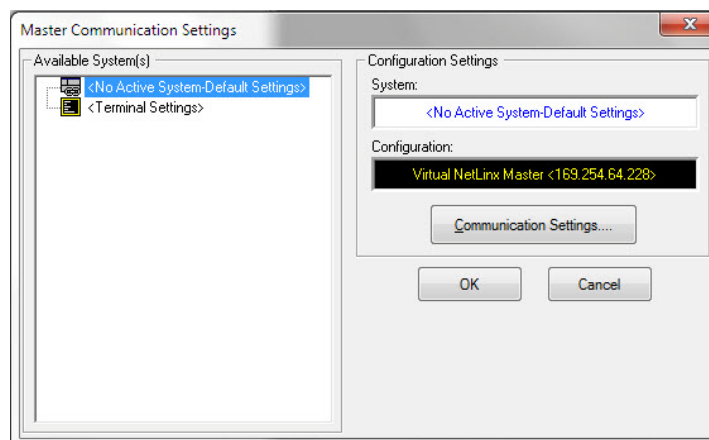 Master Communication Settings
Available System(s)
<No Active System-Default Settings>
<Terminal Settings>
Configuration Settings
System:
<No Active System-Default Settings>
Configuration:
Virtual NetLinx Master <169.254.64.228>
Communication Settings....
OK
Cancel